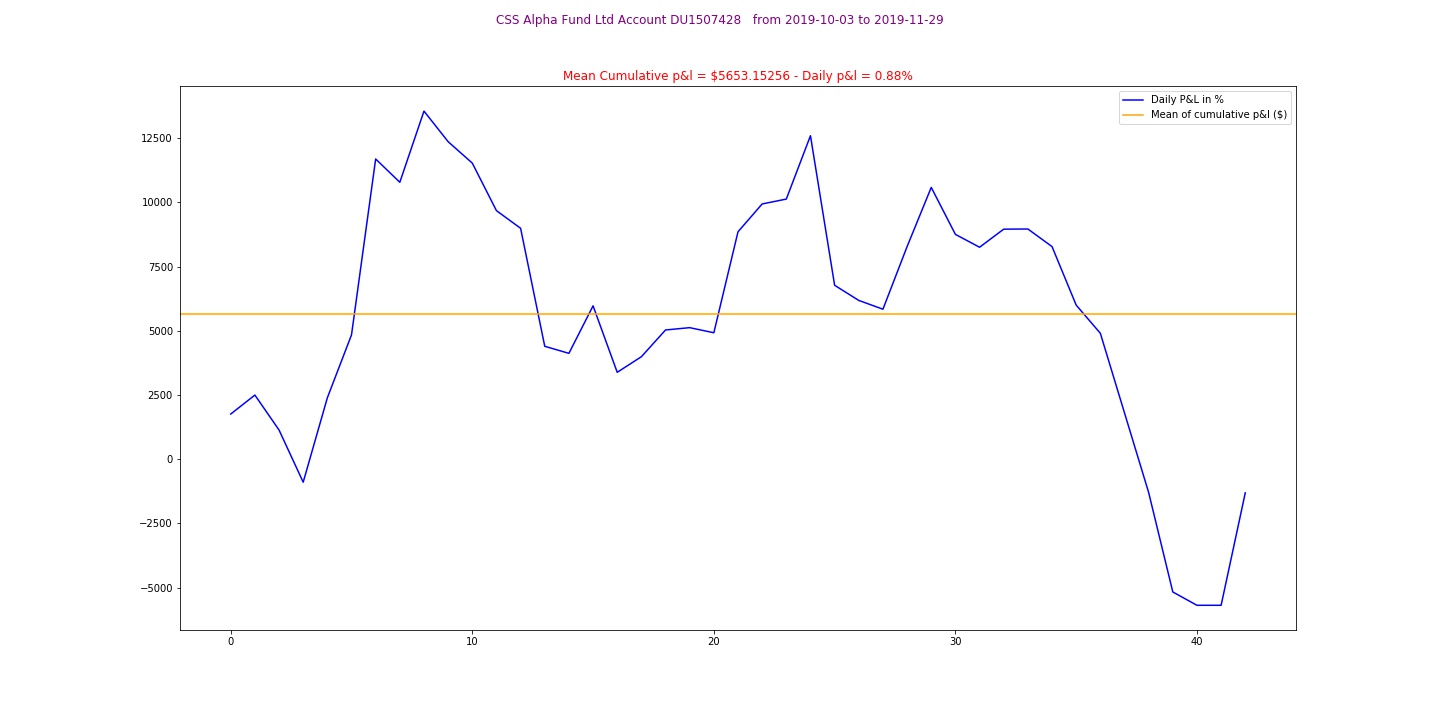 CSS Alpha Fund Ltd Account DU1507428   from 2019-10-03 to 2019-11-29
Mean Cumulative p&l = $5653.15256 - Daily p&l = 0.88%
Daily P&L in %
Mean of cumulative p&l ($)
12500
10000
7500
5000
2500
0
−2500
−5000
0 10 20 30 40